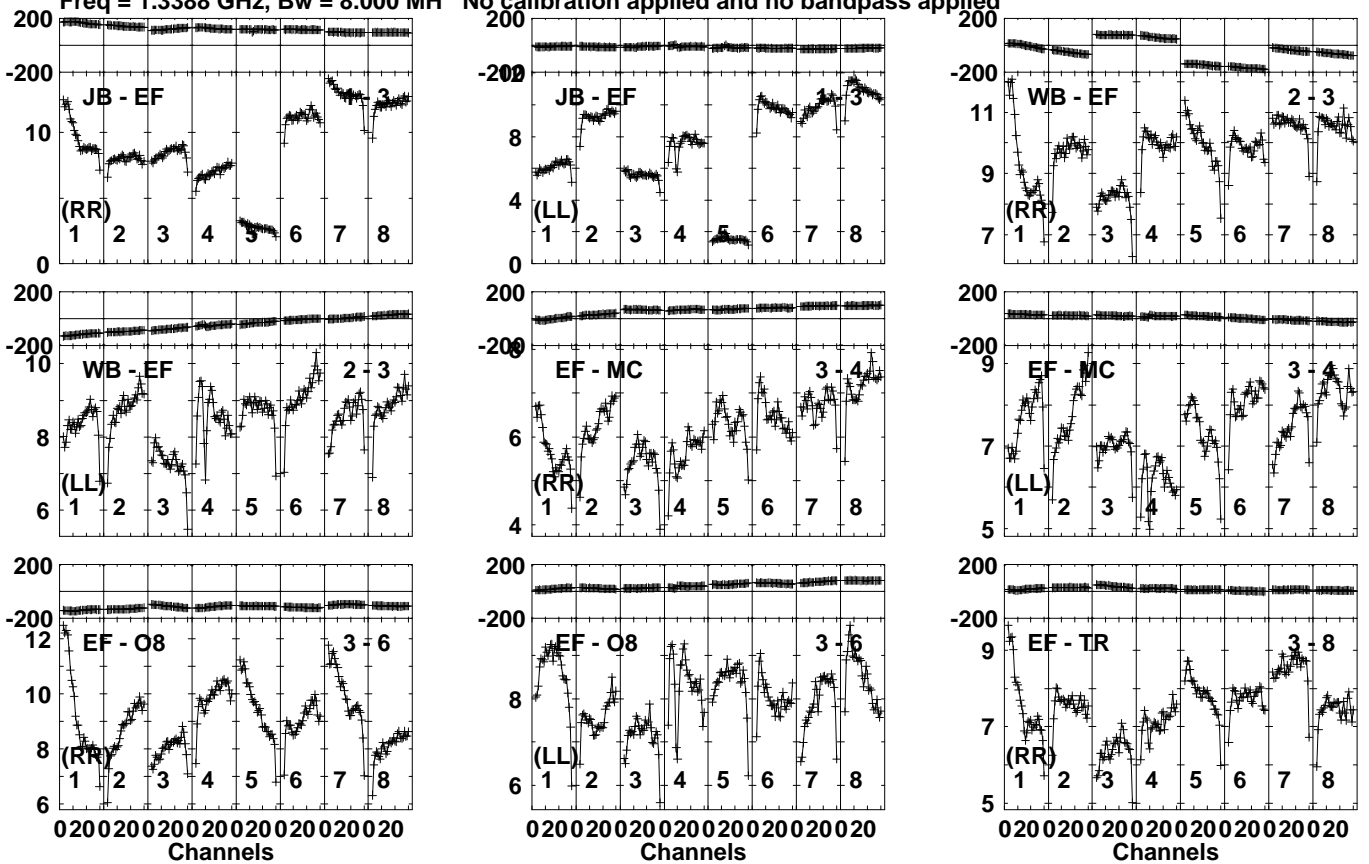 Freq = 1.3388 GHz, Bw = 8.000 MH No calibration applied and no bandpass applied
200
-200
10
0
JB - EF 1 - 3
(RR)
1 2 3 4 5 6 7 8
200
-200
12
8
4
0
JB - EF 1 - 3
(LL)
1 2 3 4 5 6 7 8
200
-200
11
9
7
WB - EF 2 - 3
(RR)
1 2 3 4 5 6 7 8
200
-200
10
8
6
WB - EF 2 - 3
(LL)
1 2 3 4 5 6 7 8
200
-200
8
6
4
EF - MC 3 - 4
(RR)
1 2 3 4 5 6 7 8
200
-200
9
7
5
EF - MC 3 - 4
(LL)
1 2 3 4 5 6 7 8
200
-200
12
10
8
6
EF - O8 3 - 6
(RR)
1 2 3 4 5 6 7 8
0 20 0 20 0 20 0 20 0 20 0 20 0 20 0 20
Channels
200
-200
8
6
EF - O8 3 - 6
(LL)
1 2 3 4 5 6 7 8
0 20 0 20 0 20 0 20 0 20 0 20 0 20 0 20
Channels
200
-200
9
7
5
EF - TR 3 - 8
(RR)
1 2 3 4 5 6 7 8
0 20 0 20 0 20 0 20 0 20 0 20 0 20 0 20
Channels